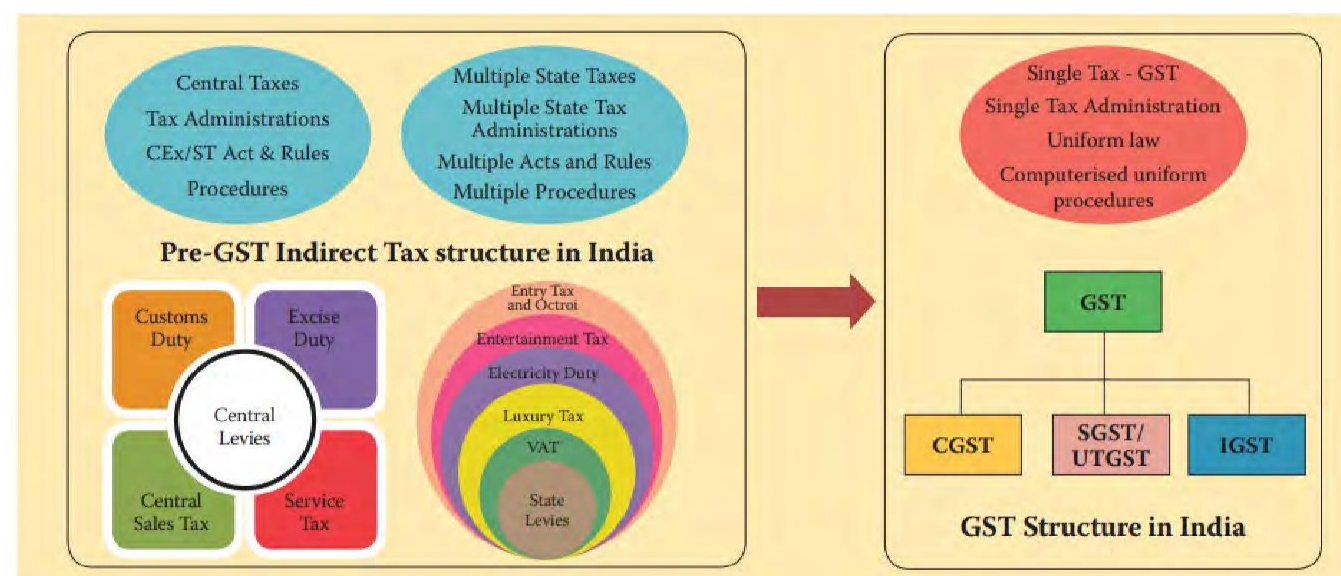 Central Taxes
Tax Administrations
CEx/ST Act & Rules
Procedures
Multiple State Taxes
Multiple State Tax
Administrations
Multiple Acts and Rules
Multiple Procedures
Pre-GST Indirect Tax structure in India
Customs
Duty
Excise
Duty
Central
Levies
Central
Sales Tax
Service
Tax
Entry Tax
and Octroi
Entertainment Tax
Electricity Duty
Luxury Tax
VAT
State
Levies
Single Tax - GST
Single Tax Administration
Uniform law
Computerised uniform
procedures
GST
CGST
SGST/
UTGST
IGST
GST Structure in India